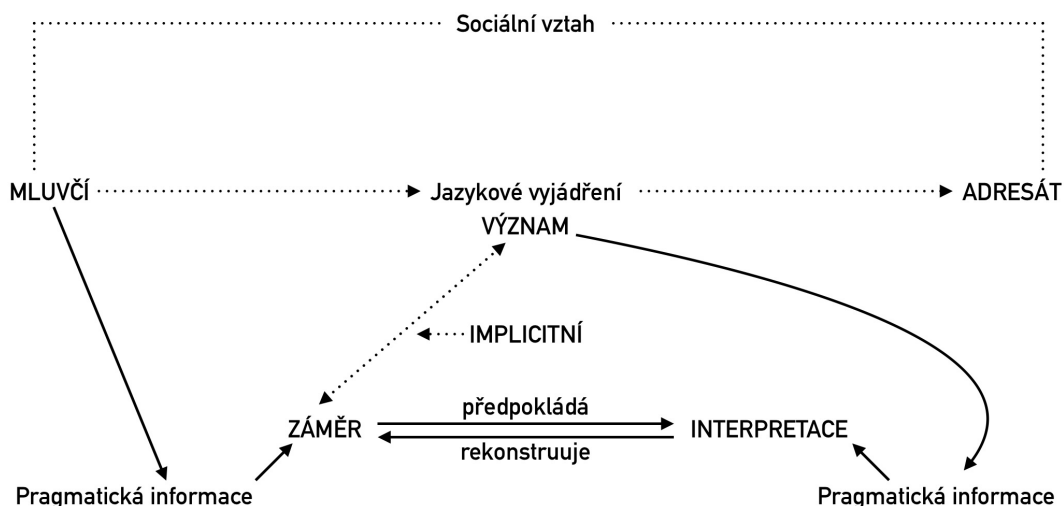 Sociální vztah
MLUVČÍ
Jazykové vyjádření
ADRESÁT
VÝZNAM
IMPLICITNÍ
předpokládá
ZÁMĚR
INTERPRETACE
rekonstruuje
Pragmatická informace
Pragmatická informace